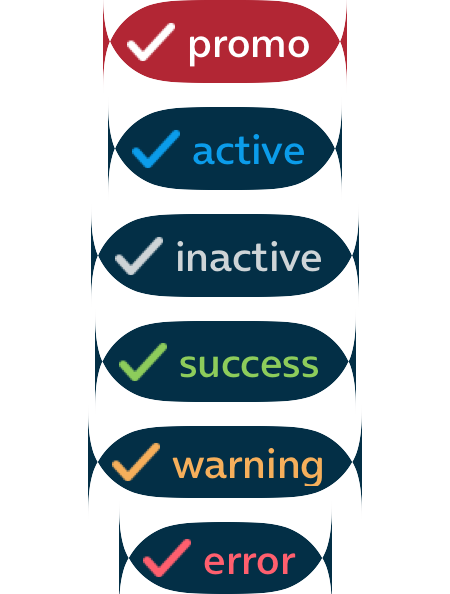 promo
active
inactive
success
warning
error